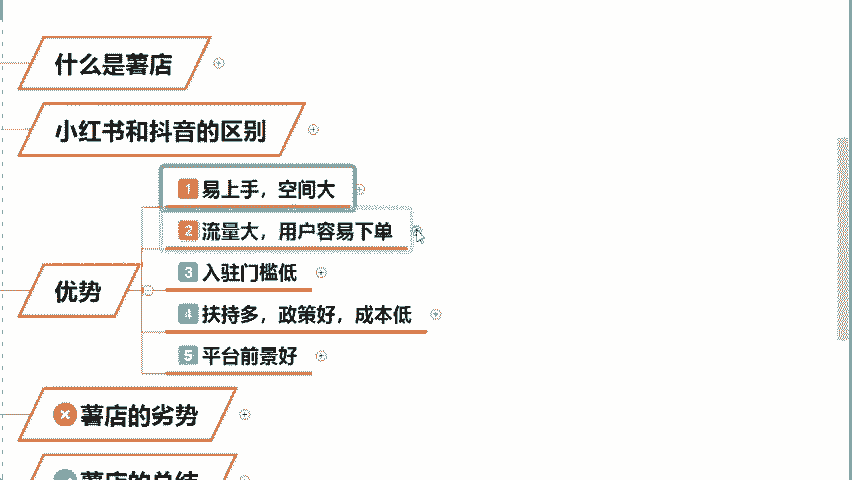 什么是薯店
小红书和抖音的区别
1 易上手，空间大
2 流量大，用户容易下单
3 入驻门槛低
优势
4 扶持多，政策好，成本低
5 平台前景好
薯店的劣势
薯店的总结